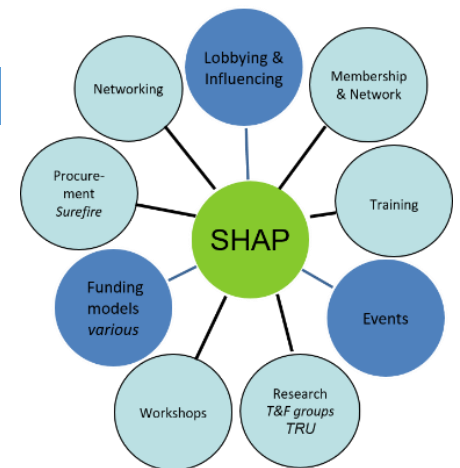 Lobbying &
Influencing
Membership
& Network
Networking
Procure-
ment
Surefire
Training
SHAP
Funding
models
various
Events
Workshops
Research
T&F groups
TRU